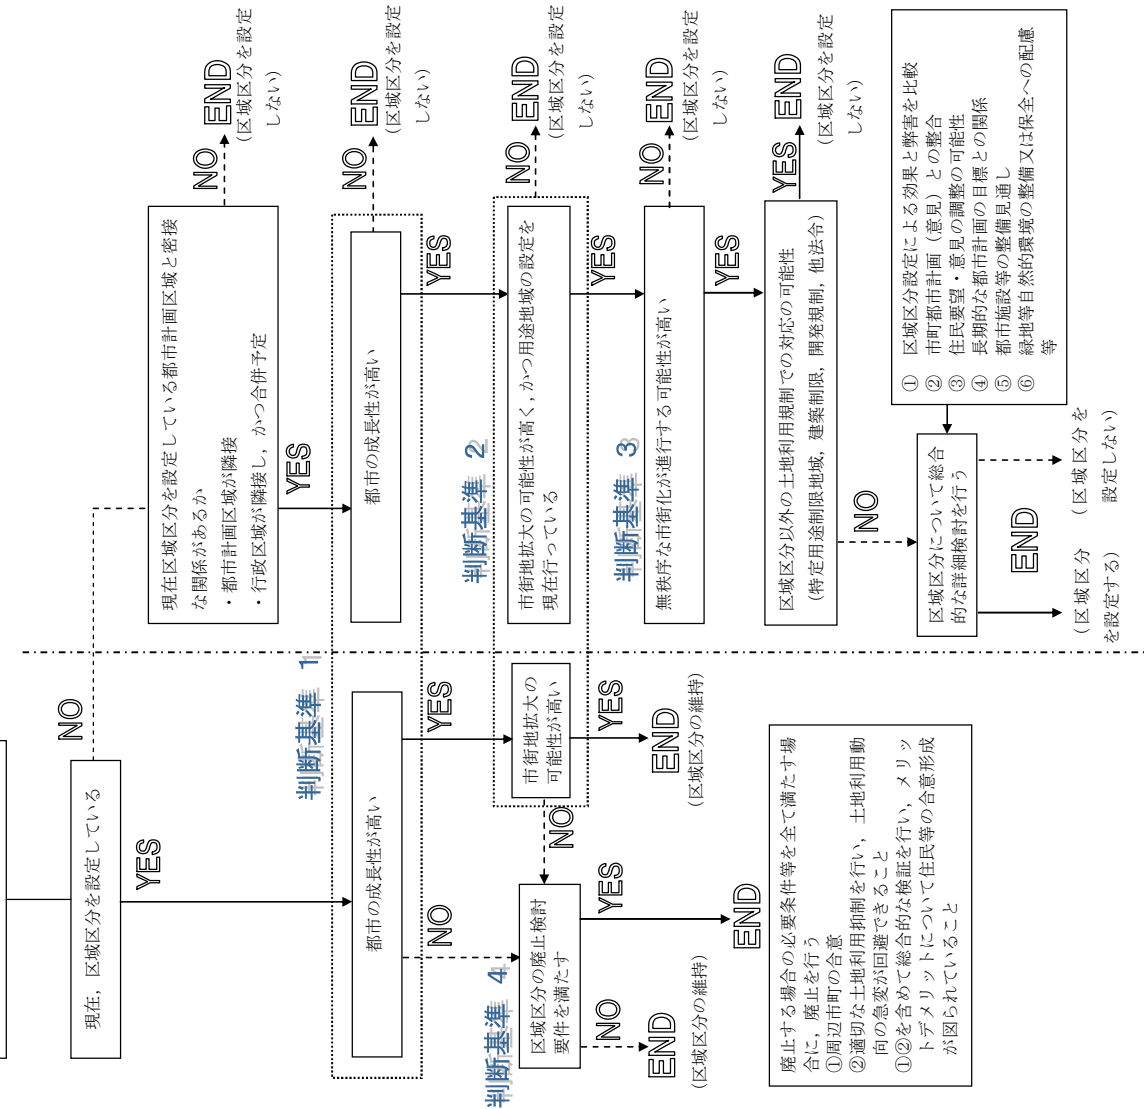 現在，区域区分を設定している
NO
YES
現在区域区分を設定している都市計画区域と密接
な関係があるか
・都市計画区域が隣接
・行政区域が隣接し，かつ合併予定
NO
END
(区域区分を設定
しない)
YES
判断基準 1
都市の成長性が高い
NO
YES
都市の成長性が高い
NO
END
(区域区分を設定
しない)
YES
判断基準 2
市街地拡大の
可能性が高い
NO
YES
END
(区域区分の維持)
市街地拡大の可能性が高く，かつ用途地域の設定を
現在行っている
NO
END
(区域区分を設定
しない)
YES
判断基準 4
区域区分の廃止検討
要件を満たす
NO
END
(区域区分の維持)
YES
END
廃止する場合の必要条件等を全て満たす場
合に，廃止を行う
①周辺市町の合意
②適切な土地利用抑制を行い，土地利用動
向の急変が回避できること
①②を含めて総合的な検証を行い，メリッ
トデメリットについて住民等の合意形成
が図られていること
判断基準 3
無秩序な市街化が進行する可能性が高い
NO
END
(区域区分を設定
しない)
YES
区域区分以外の土地利用規制での対応の可能性
(特定用途制限地域，建築制限，開発規制，他法令)
YES
END
(区域区分を設定
しない)
NO
区域区分について総合
的な詳細検討を行う
① 区域区分設定による効果と弊害を比較
② 市町都市計画（意見）との整合
③ 住民要望・意見の調整の可能性
④ 長期的な都市計画の目標との関係
⑤ 都市施設等の整備見通し
⑥ 緑地等自然的環境の整備又は保全への配慮
等
END
(区域区分
を設定する)
(区域区分を
設定しない)